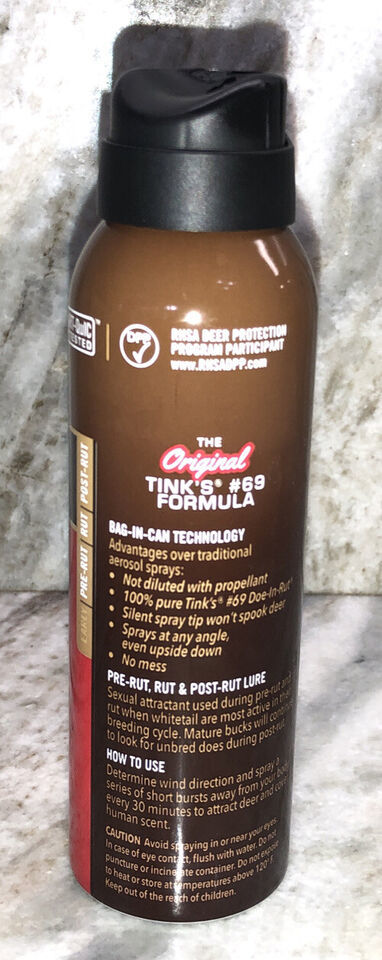 TESTED
DPP
RHSA DEER PROTECTION
PROGRAM PARTICIPANT
www.RHSADPP.com
EARLY PRE-RUT RUT POST-RUT
THE
Original
TINK'S® #69
FORMULA
BAG-IN-CAN TECHNOLOGY
Advantages over traditional
aerosol sprays:
• Not diluted with propellant
• 100% pure Tink's® #69 Doe-In-Rut®
• Silent spray tip won't spook deer
• Sprays at any angle,
even upside down
• No mess
PRE-RUT, RUT & POST-RUT LURE
Sexual attractant used during pre-rut and
rut when whitetail are most active in their
breeding cycle. Mature bucks will continue
to look for unbred does during post-rut.
HOW TO USE
Determine wind direction and spray a
series of short bursts away from your body
every 30 minutes to attract deer and cover
human scent.
CAUTION Avoid spraying in or near your eyes.
In case of eye contact, flush with water. Do not
puncture or incinerate container. Do not expose
to heat or store at temperatures above 120° F.
Keep out of the reach of children.